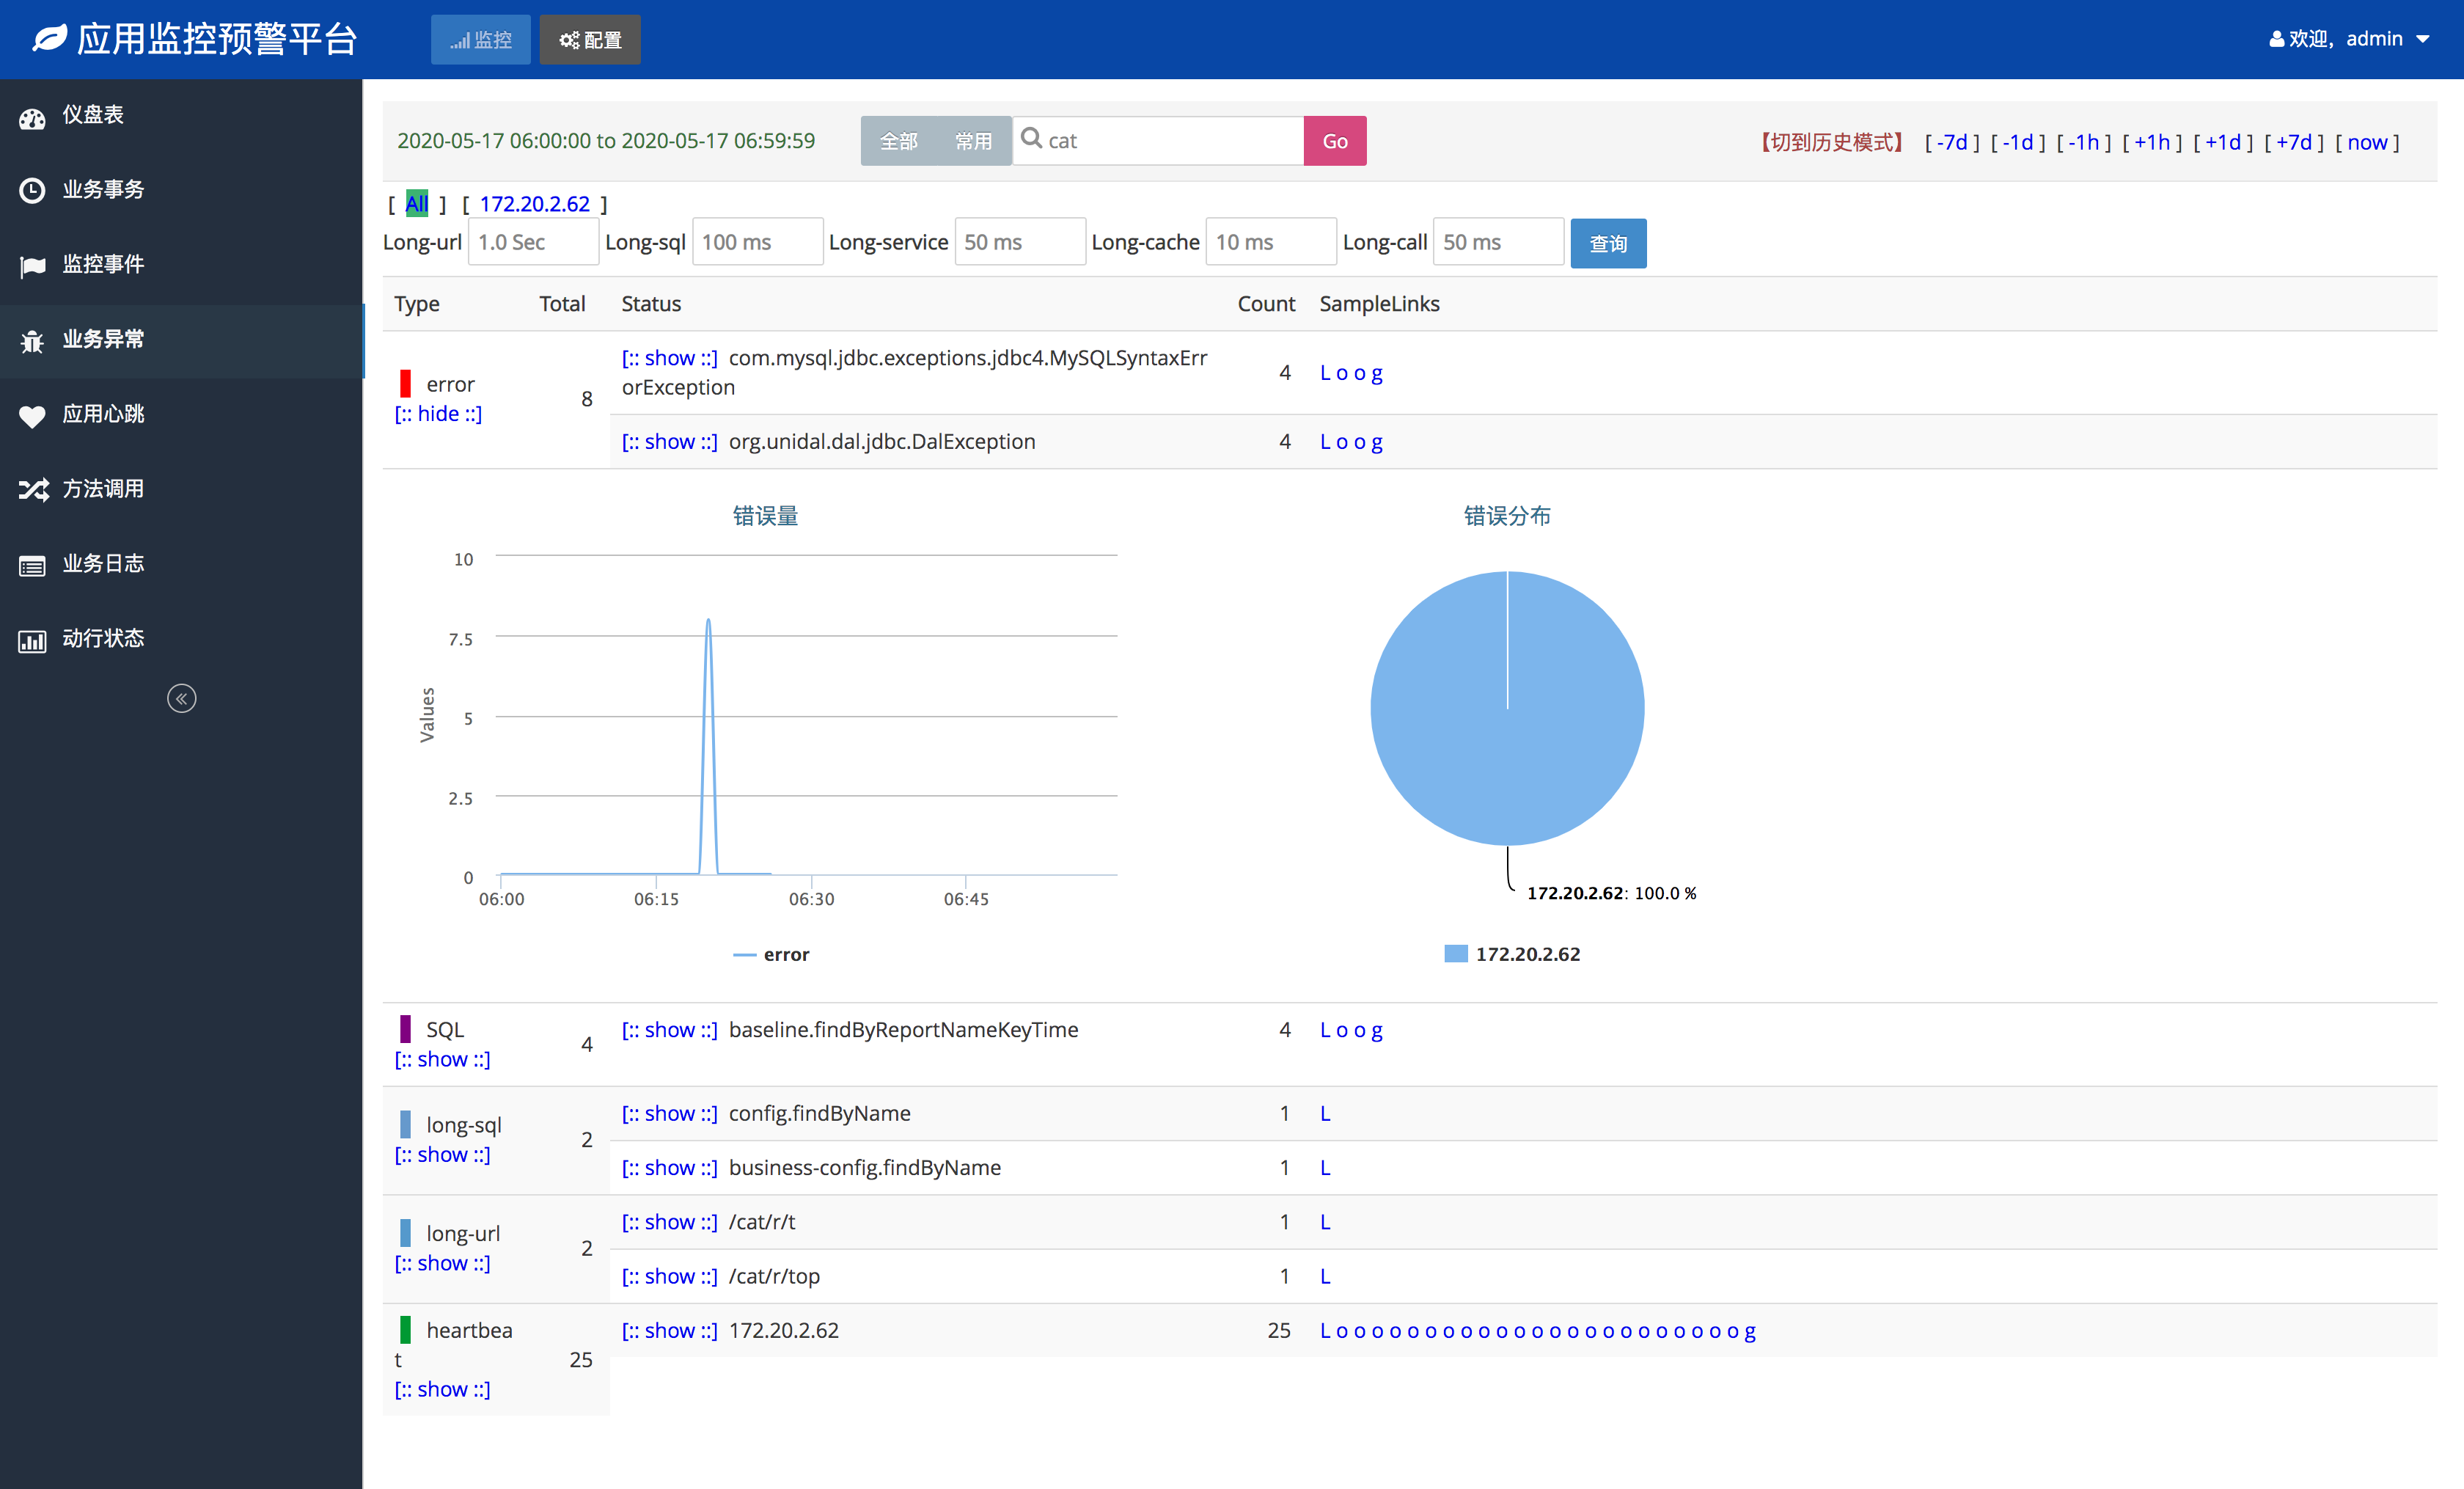 应用监控预警平台 监控 配置 欢迎，admin
仪盘表
业务事务
监控事件
业务异常
应用心跳
方法调用
业务日志
动行状态
2020-05-17 06:00:00 to 2020-05-17 06:59:59 全部 常用 cat Go 【切到历史模式】 [ -7d ] [ -1d ] [ -1h ] [ +1h ] [ +1d ] [ +7d ] [ now ]
[ All ] [ 172.20.2.62 ]
Long-url 1.0 Sec Long-sql 100 ms Long-service 50 ms Long-cache 10 ms Long-call 50 ms 查询
Type Total Status Count SampleLinks
error
[:: hide ::]
8
[:: show ::] com.mysql.jdbc.exceptions.jdbc4.MySQLSyntaxErr
orException
4 L o o g
[:: show ::] org.unidal.dal.jdbc.DalException 4 L o o g
错误量
Values
10
7.5
5
2.5
0
06:00 06:15 06:30 06:45
error
错误分布
172.20.2.62: 100.0 %
172.20.2.62
SQL
[:: show ::]
4
[:: show ::] baseline.findByReportNameKeyTime 4 L o o g
long-sql
[:: show ::]
2
[:: show ::] config.findByName 1 L
[:: show ::] business-config.findByName 1 L
long-url
[:: show ::]
2
[:: show ::] /cat/r/t 1 L
[:: show ::] /cat/r/top 1 L
heartbea
t
[:: show ::]
25
[:: show ::] 172.20.2.62 25 L o o o o o o o o o o o o o o o o o o o o o o o g